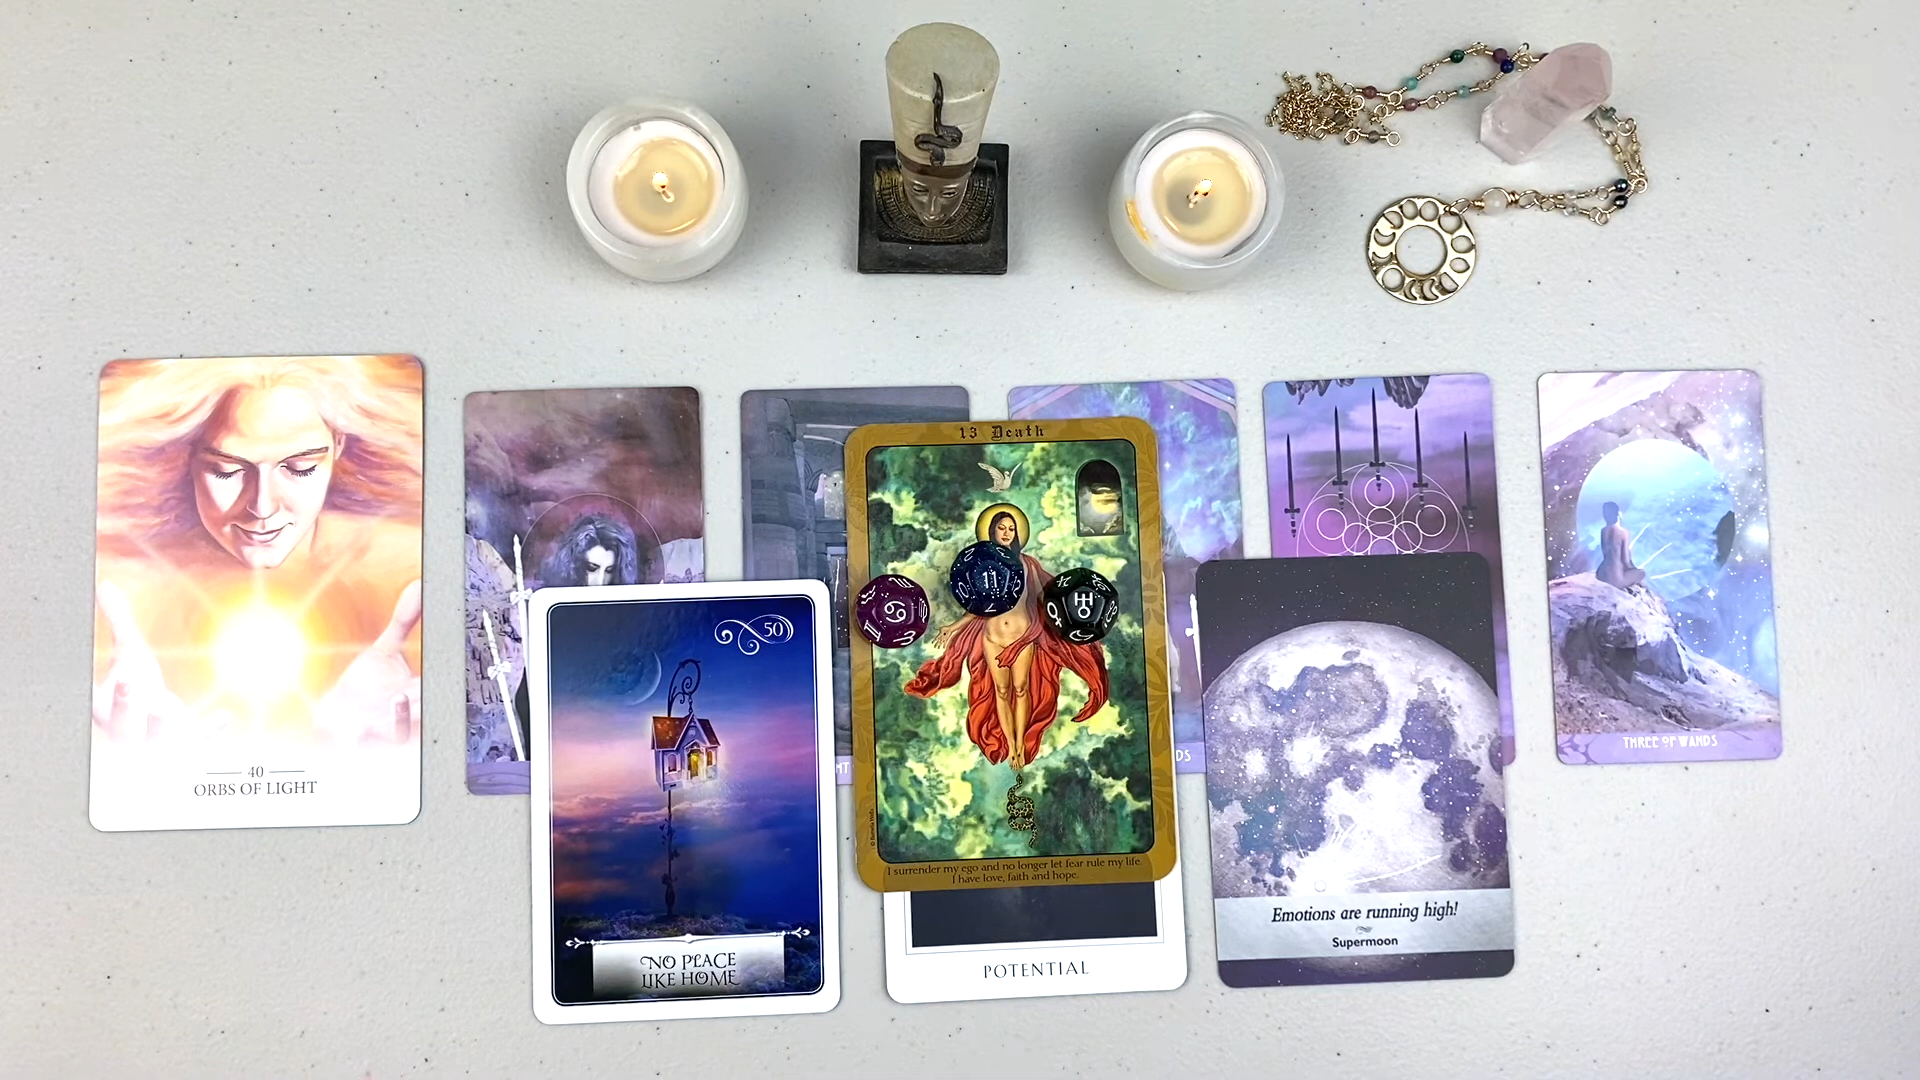 40
ORBS OF LIGHT
50
NO PLACE
LIKE HOME
13 Death
11
I surrender my ego and no longer let fear rule my life.
I have love, faith and hope.
POTENTIAL
Emotions are running high!
Supermoon
THREE OF WANDS